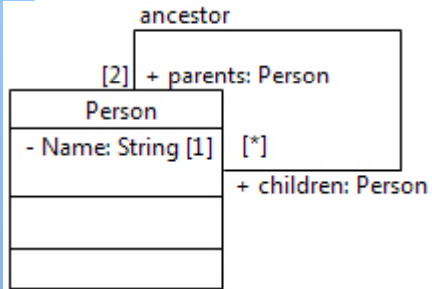 ancestor
[2] + parents: Person
Person
- Name: String [1] [*]
+ children: Person